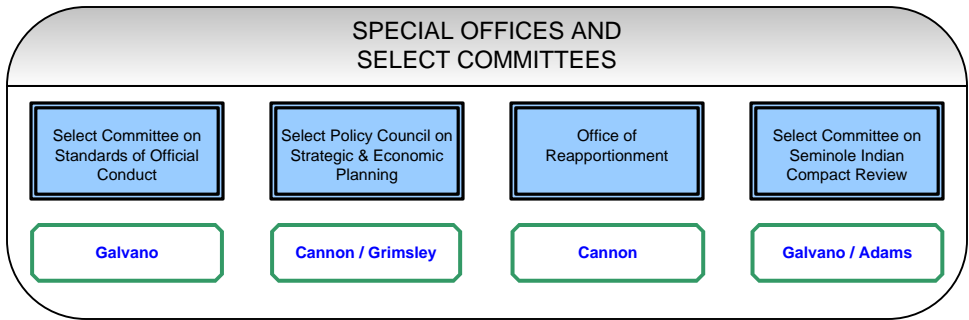 SPECIAL OFFICES AND
SELECT COMMITTEES
Select Committee on
Standards of Official
Conduct
Select Policy Council on
Strategic & Economic
Planning
Office of
Reapportionment
Select Committee on
Seminole Indian
Compact Review
Galvano
Cannon / Grimsley
Cannon
Galvano / Adams